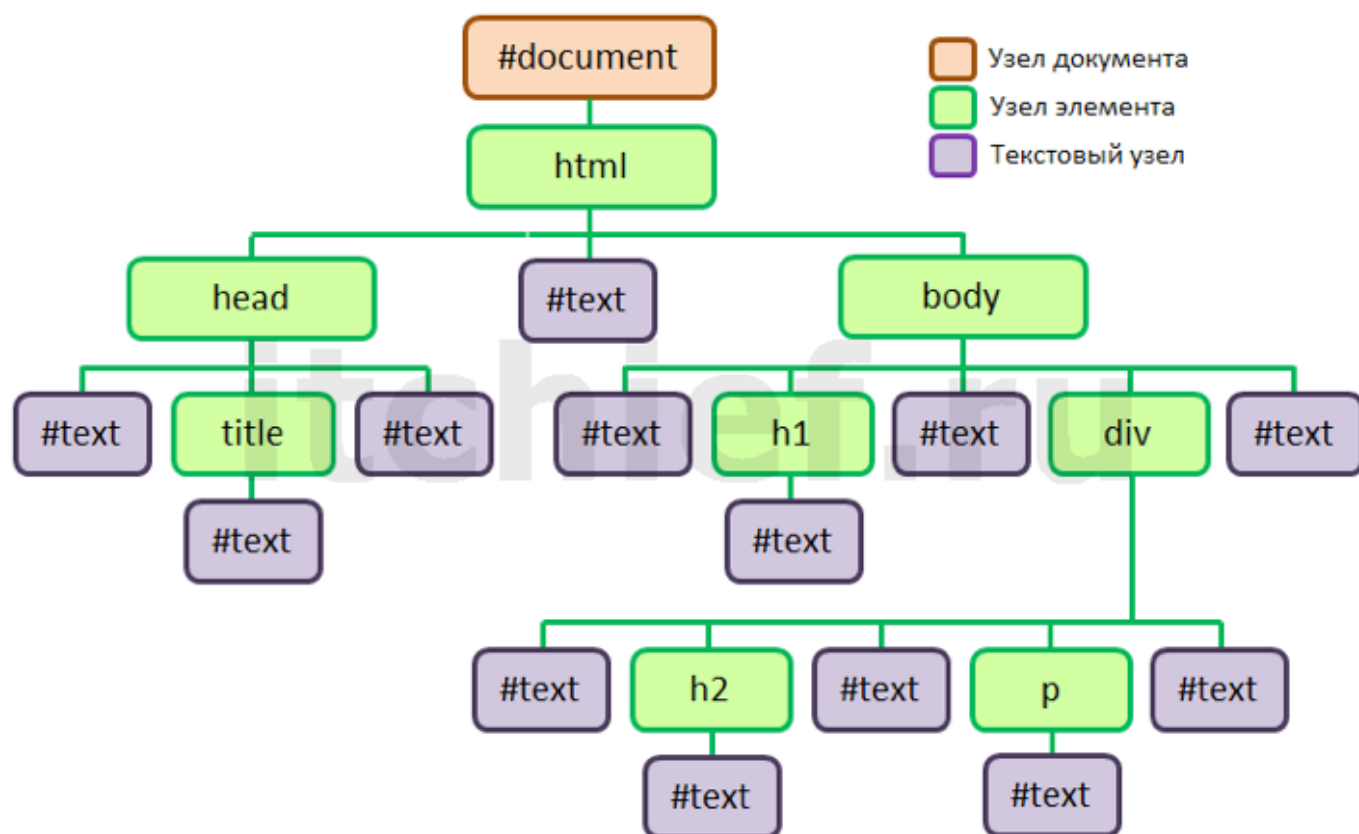 #document
Узел документа
Узел элемента
Текстовый узел
html
head
#text
body
itchief.ru
#text
title
#text
#text
h1
#text
div
#text
#text
#text
#text
h2
#text
p
#text
#text
#text